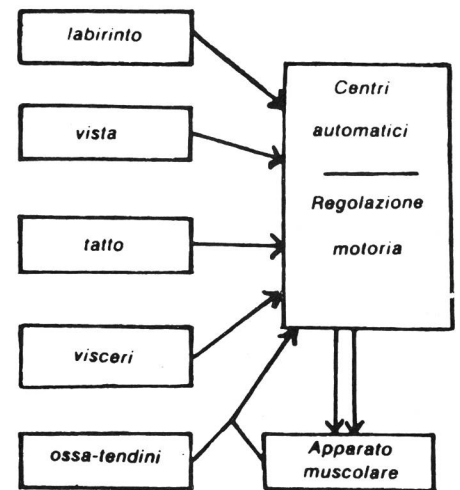 labirinto
vista
tatto
visceri
ossa-tendini
Centri
automatici
Regolazione
motoria
Apparato
muscolare